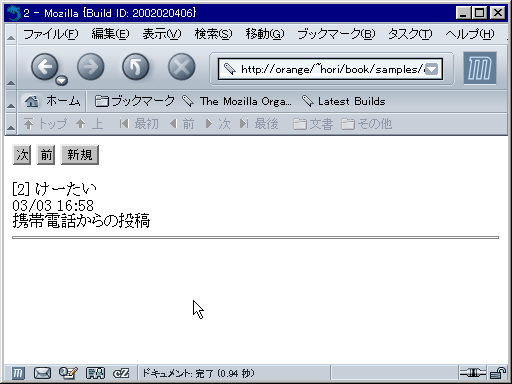 2 - Mozilla {Build ID: 2002020406}
ファイル(F) 編集(E) 表示(V) 検索(S) 移動(G) ブックマーク(B) タスク(T) ヘルプ(H)
http://orange/~hori/book/samples/
ホーム ブックマーク The Mozilla Orga... Latest Builds
トップ 上 最初 前 次 最後 文書 その他
次 前 新規
[2] けーたい
03/03 16:58
携帯電話からの投稿
ドキュメント: 完了 (0.94 秒)